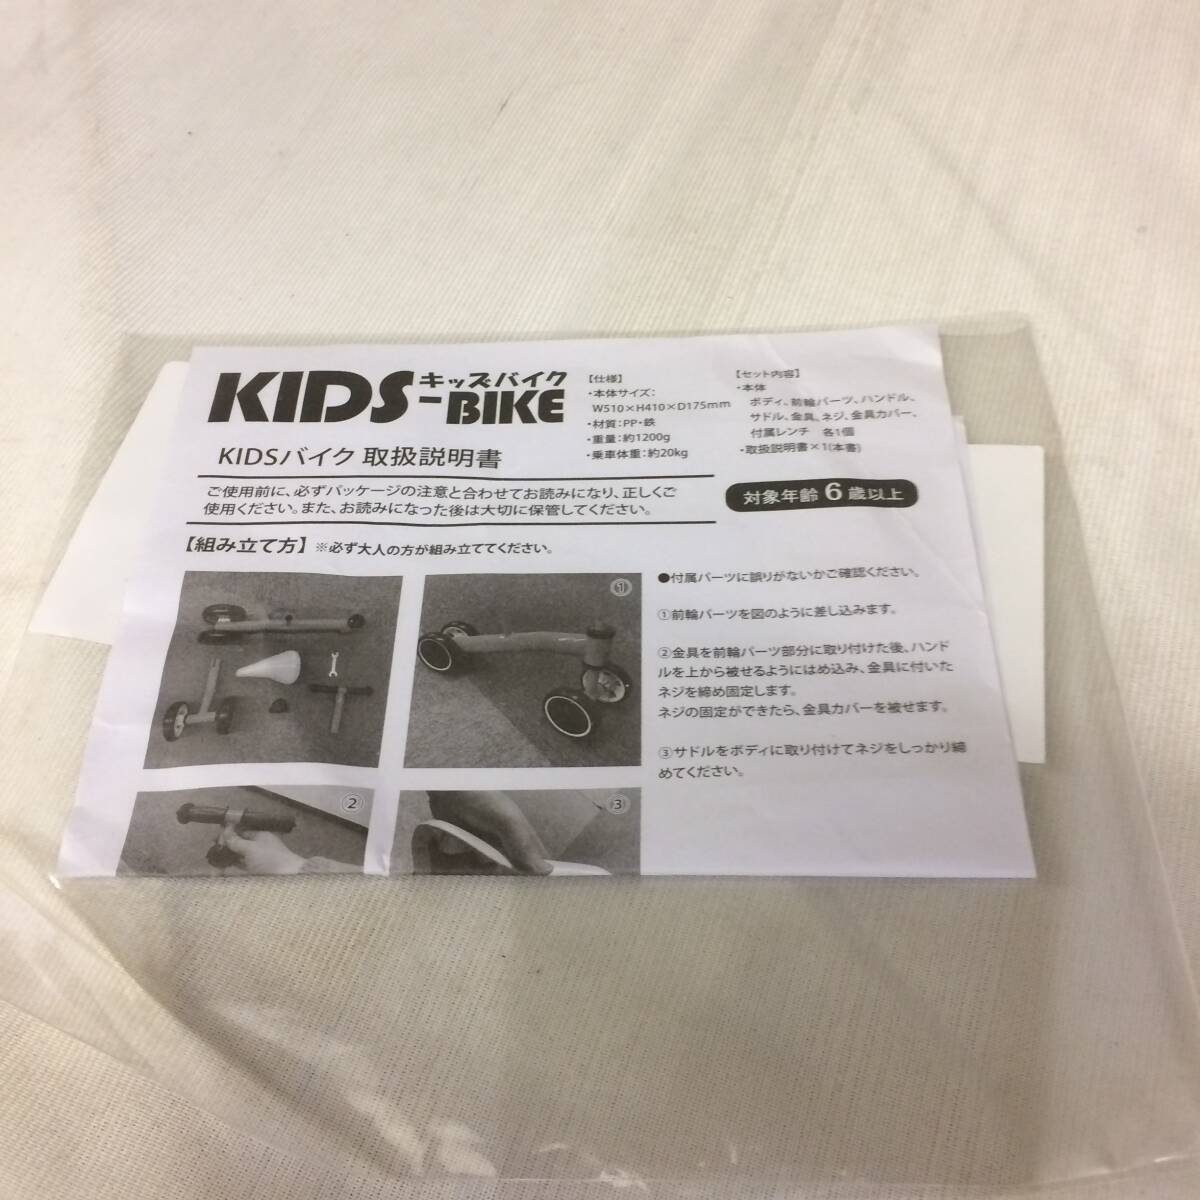 KIDS-BIKE
キッズバイク
KIDSバイク 取扱説明書
【仕様】
・本体サイズ:
W510×H410×D175mm
・材質:PP・鉄
・重量:約1200g
・乗車体重:約20kg
【セット内容】
・本体
ボディ、前輪パーツ、ハンドル、
サドル、金具、ネジ、金具カバー、
付属レンチ 各1個
・取扱説明書×1(本書)
ご使用前に、必ずパッケージの注意と合わせてお読みになり、正しくご
使用ください。また、お読みになった後は大切に保管してください。
対象年齢 6 歳以上
【組み立て方】 ※必ず大人の方が組み立ててください。
●付属パーツに誤りがないかご確認ください。
①前輪パーツを図のように差し込みます。
②金具を前輪パーツ部分に取り付けた後、ハンド
ルを上から被せるようにはめ込み、金具に付いた
ネジを締め固定します。
ネジの固定ができたら、金具カバーを被せます。
③サドルをボディに取り付けてネジをしっかり締
めてください。
①
②
③